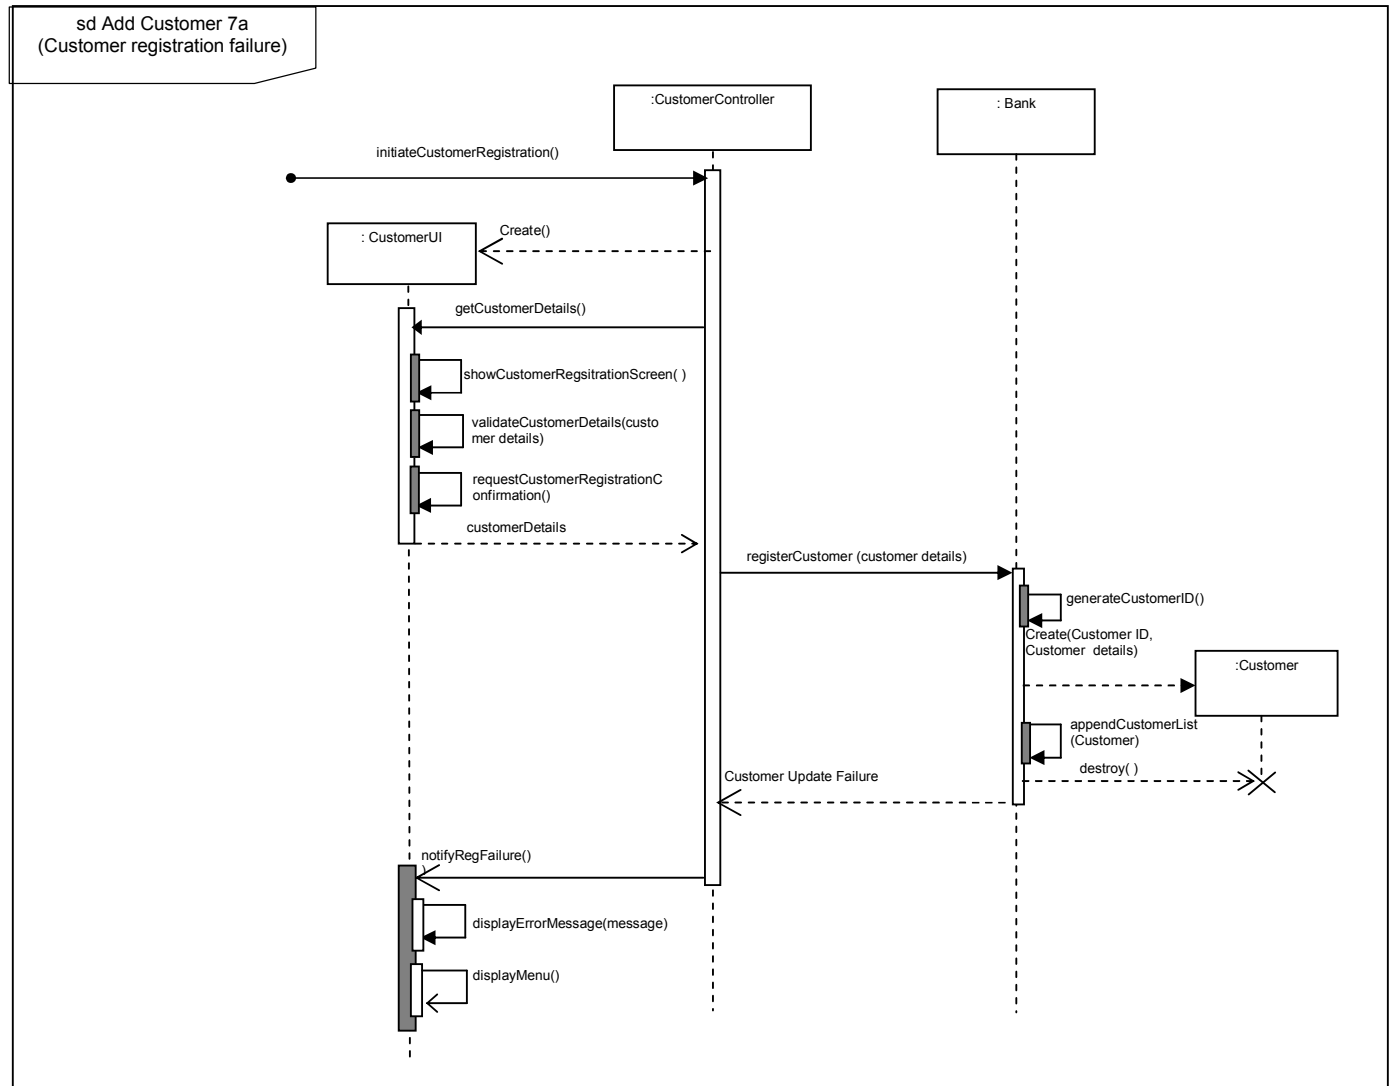 sd Add Customer 7a
(Customer registration failure)
:CustomerController
: Bank
initiateCustomerRegistration()
: CustomerUI
Create()
getCustomerDetails()
showCustomerRegsitrationScreen( )
validateCustomerDetails(custo
mer details)
requestCustomerRegistrationC
onfirmation()
customerDetails
registerCustomer (customer details)
generateCustomerID()
Create(Customer ID,
Customer  details)
:Customer
appendCustomerList
(Customer)
destroy( )
Customer Update Failure
notifyRegFailure()
)
displayErrorMessage(message)
displayMenu()